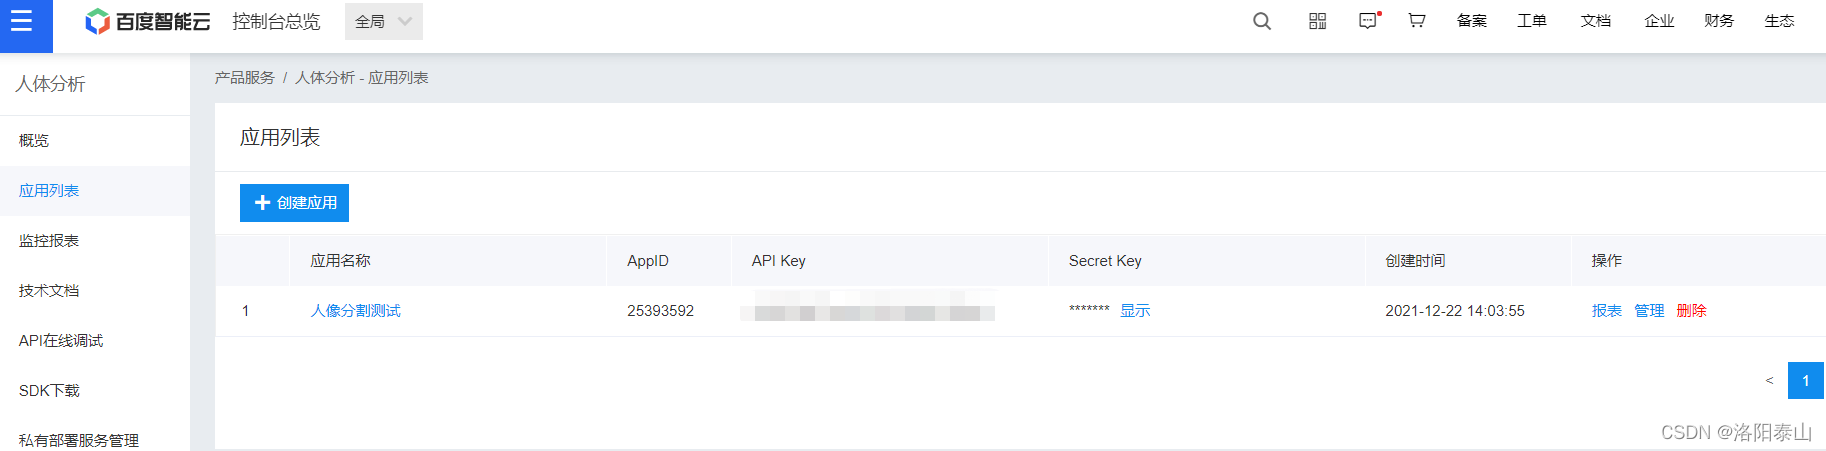 百度智能云 控制台总览 全局 备案 工单 文档 企业 财务 生态
人体分析
概览
应用列表
监控报表
技术文档
API在线调试
SDK下载
私有部署服务管理
产品服务 / 人体分析 - 应用列表
应用列表
+ 创建应用
应用名称 AppID API Key Secret Key 创建时间 操作
1 人像分割测试 25393592 ******* 显示 2021-12-22 14:03:55 报表 管理 删除
< 1
CSDN @洛阳泰山